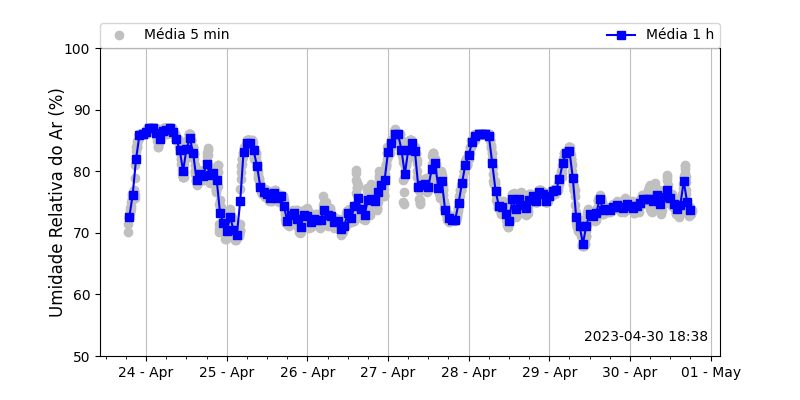 Média 5 min
Média 1 h
100
90
80
70
60
50
Umidade Relativa do Ar (%)
2023-04-30 18:38
24 - Apr
25 - Apr
26 - Apr
27 - Apr
28 - Apr
29 - Apr
30 - Apr
01 - May